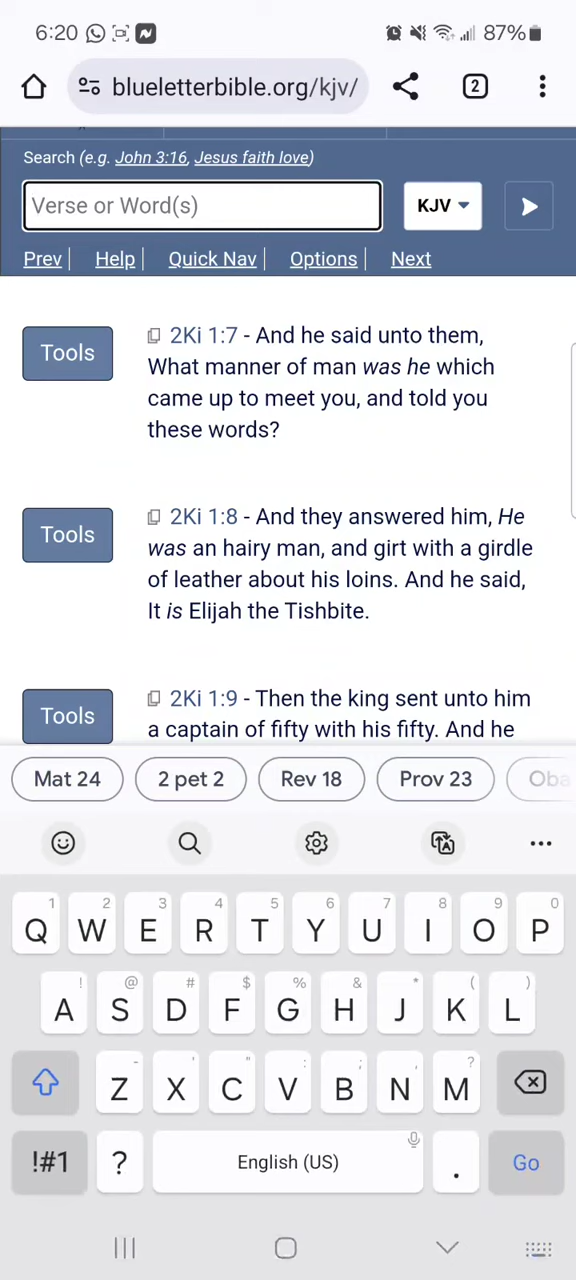 6:20 87%
blueletterbible.org/kjv/ 2
Search (e.g. John 3:16, Jesus faith love)
Verse or Word(s) KJV
Prev | Help | Quick Nav | Options | Next
Tools
2Ki 1:7 - And he said unto them,
What manner of man was he which
came up to meet you, and told you
these words?
Tools
2Ki 1:8 - And they answered him, He
was an hairy man, and girt with a girdle
of leather about his loins. And he said,
It is Elijah the Tishbite.
Tools
2Ki 1:9 - Then the king sent unto him
a captain of fifty with his fifty. And he
Mat 24 2 pet 2 Rev 18 Prov 23 Oba
1 2 3 4 5 6 7 8 9 0
Q W E R T Y U I O P
! @ # $ % & * ( )
A S D F G H J K L
- ' " : ; , ?
Z X C V B N M
!#1 ? English (US) . Go